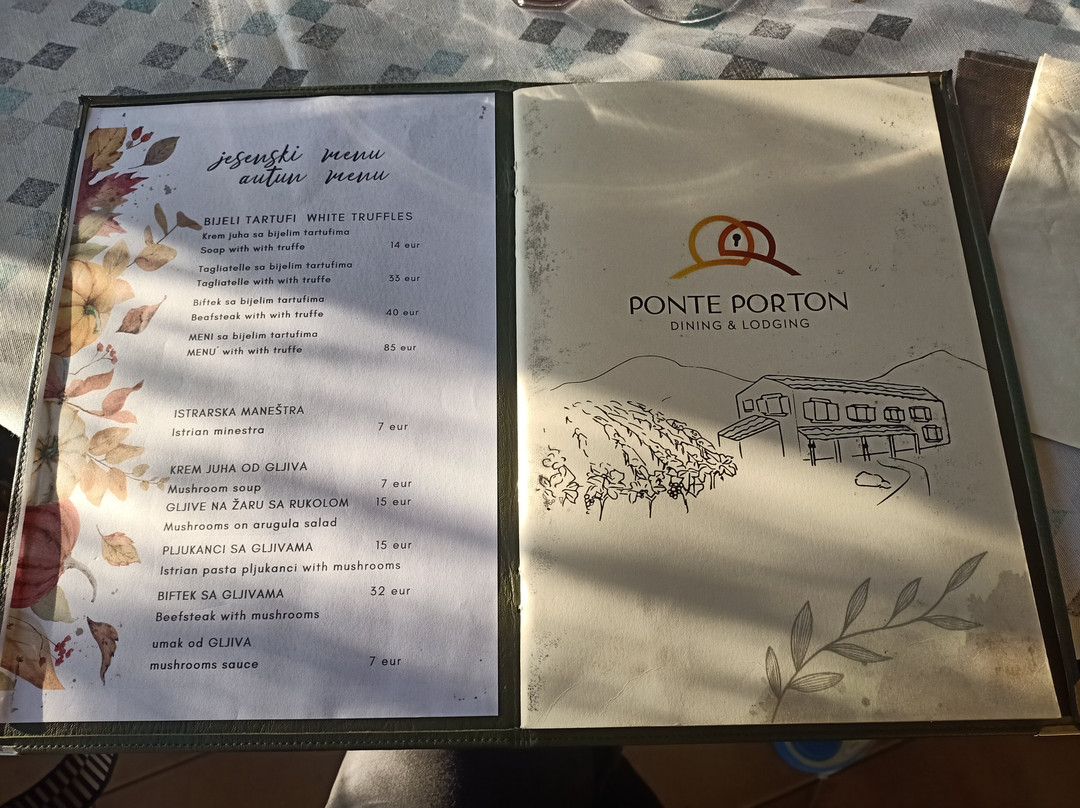 jesenski menu
autun menu
BIJELI TARTUFI WHITE TRUFFLES
Krem juha sa bijelim tartufima
Soap with with truffe 14 eur
Tagliatelle sa bijelim tartufima
Tagliatelle with with truffe 33 eur
Biftek sa bijelim tartufima
Beafsteak with with truffe 40 eur
MENI sa bijelim tartufima
MENU' with with truffe 85 eur
ISTRARSKA MANEŠTRA
Istrian minestra 7 eur
KREM JUHA OD GLJIVA
Mushroom soup 7 eur
GLJIVE NA ŽARU SA RUKOLOM 15 eur
Mushrooms on arugula salad
PLJUKANCI SA GLJIVAMA 15 eur
Istrian pasta pljukanci with mushrooms
BIFTEK SA GLJIVAMA 32 eur
Beefsteak with mushrooms
umak od GLJIVA
mushrooms sauce 7 eur
PONTE PORTON
DINING & LODGING